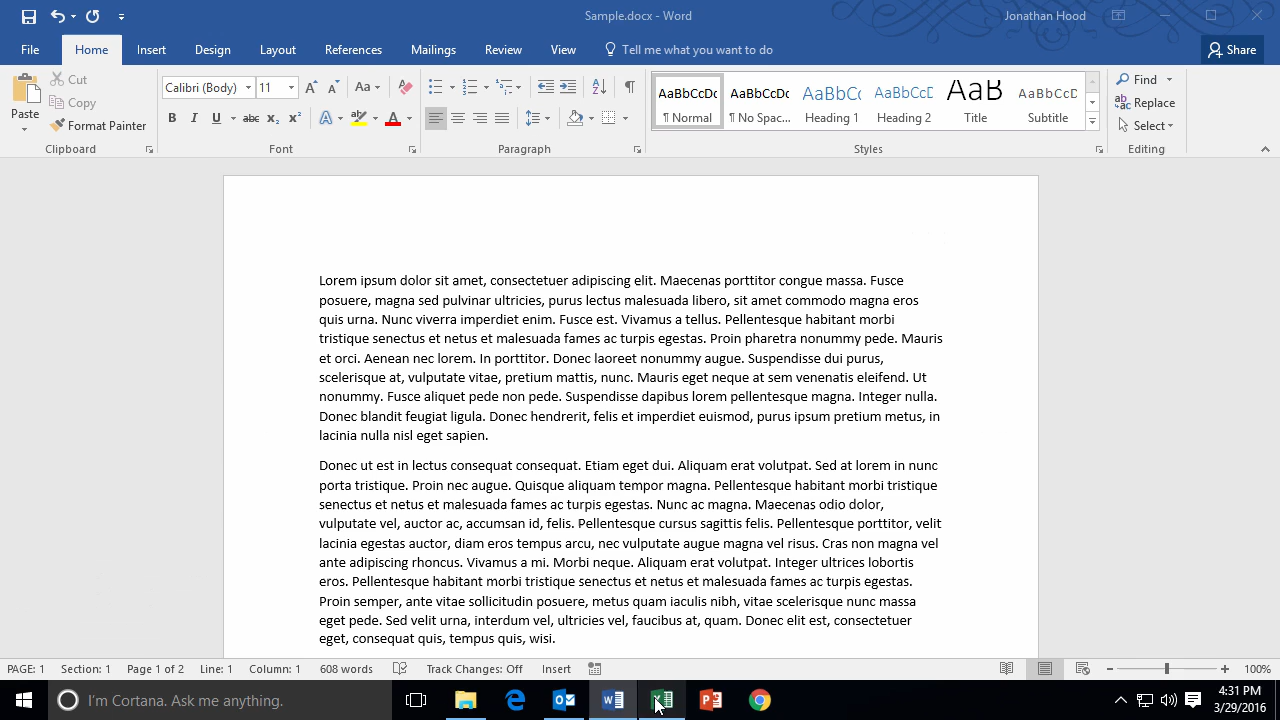 Sample.docx - Word
Jonathan Hood
File Home Insert Design Layout References Mailings Review View Tell me what you want to do Share
Paste
Cut
Copy
Format Painter
Clipboard
Calibri (Body) 11
Font
Paragraph
AaBbCcDc AaBbCcDc AaBbCc AaBbCcD AaB AaBbCcD
¶ Normal ¶ No Spac... Heading 1 Heading 2 Title Subtitle
Styles
Find
Replace
Select
Editing
Lorem ipsum dolor sit amet, consectetuer adipiscing elit. Maecenas porttitor congue massa. Fusce
posuere, magna sed pulvinar ultricies, purus lectus malesuada libero, sit amet commodo magna eros
quis urna. Nunc viverra imperdiet enim. Fusce est. Vivamus a tellus. Pellentesque habitant morbi
tristique senectus et netus et malesuada fames ac turpis egestas. Proin pharetra nonummy pede. Mauris
et orci. Aenean nec lorem. In porttitor. Donec laoreet nonummy augue. Suspendisse dui purus,
scelerisque at, vulputate vitae, pretium mattis, nunc. Mauris eget neque at sem venenatis eleifend. Ut
nonummy. Fusce aliquet pede non pede. Suspendisse dapibus lorem pellentesque magna. Integer nulla.
Donec blandit feugiat ligula. Donec hendrerit, felis et imperdiet euismod, purus ipsum pretium metus, in
lacinia nulla nisl eget sapien.
Donec ut est in lectus consequat consequat. Etiam eget dui. Aliquam erat volutpat. Sed at lorem in nunc
porta tristique. Proin nec augue. Quisque aliquam tempor magna. Pellentesque habitant morbi tristique
senectus et netus et malesuada fames ac turpis egestas. Nunc ac magna. Maecenas odio dolor,
vulputate vel, auctor ac, accumsan id, felis. Pellentesque cursus sagittis felis. Pellentesque porttitor, velit
lacinia egestas auctor, diam eros tempus arcu, nec vulputate augue magna vel risus. Cras non magna vel
ante adipiscing rhoncus. Vivamus a mi. Morbi neque. Aliquam erat volutpat. Integer ultrices lobortis
eros. Pellentesque habitant morbi tristique senectus et netus et malesuada fames ac turpis egestas.
Proin semper, ante vitae sollicitudin posuere, metus quam iaculis nibh, vitae scelerisque nunc massa
eget pede. Sed velit urna, interdum vel, ultricies vel, faucibus at, quam. Donec elit est, consectetuer
eget, consequat quis, tempus quis, wisi.
PAGE: 1 Section: 1 Page 1 of 2 Line: 1 Column: 1 608 words Track Changes: Off Insert 100%
I'm Cortana. Ask me anything.
4:31 PM
3/29/2016